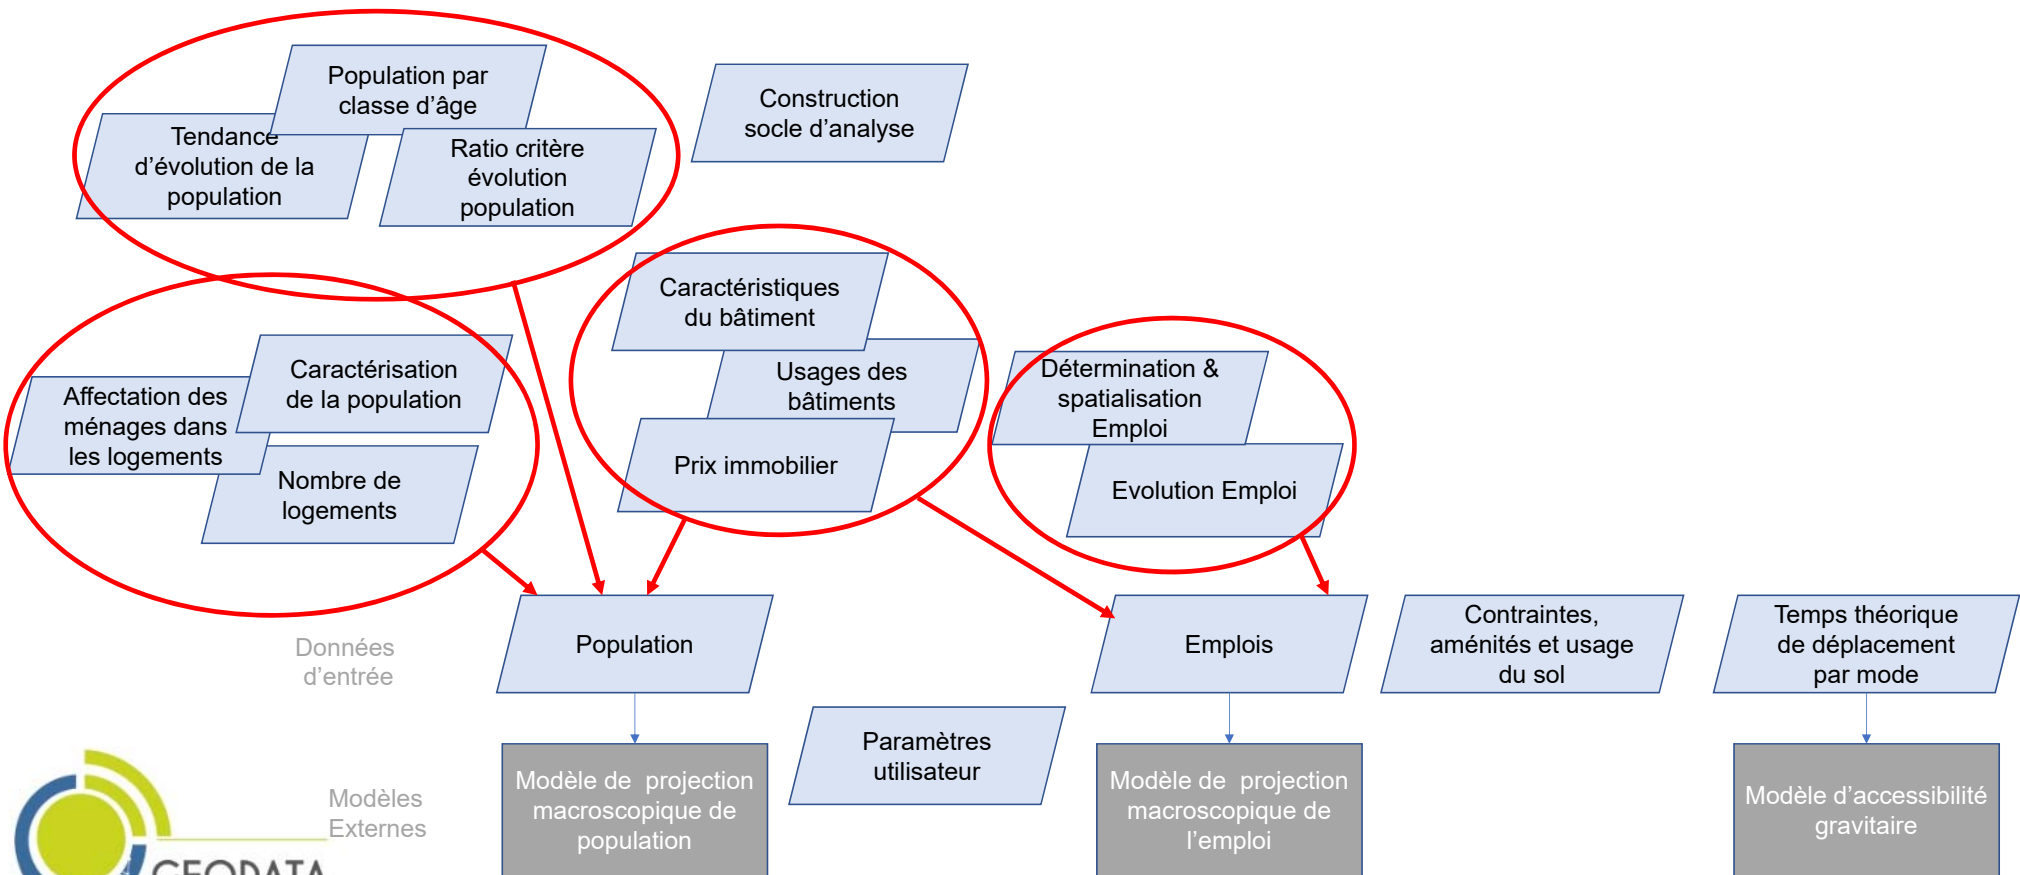 Population par
classe d'âge
Construction
socle d'analyse
Tendance
d'évolution de la
population
Ratio critère
évolution
population
Caractéristiques
du bâtiment
Caractérisation
de la population
Affectation des
ménages dans
les logements
Usages des
bâtiments
Détermination &
spatialisation
Emploi
Nombre de
logements
Prix immobilier
Evolution Emploi
Données
d'entrée
Population
Emplois
Contraintes,
aménités et usage
du sol
Temps théorique
de déplacement
par mode
Paramètres
utilisateur
Modèles
Externes
Modèle de  projection
macroscopique de
population
Modèle de  projection
macroscopique de
l'emploi
Modèle d'accessibilité
gravitaire
GEODATA